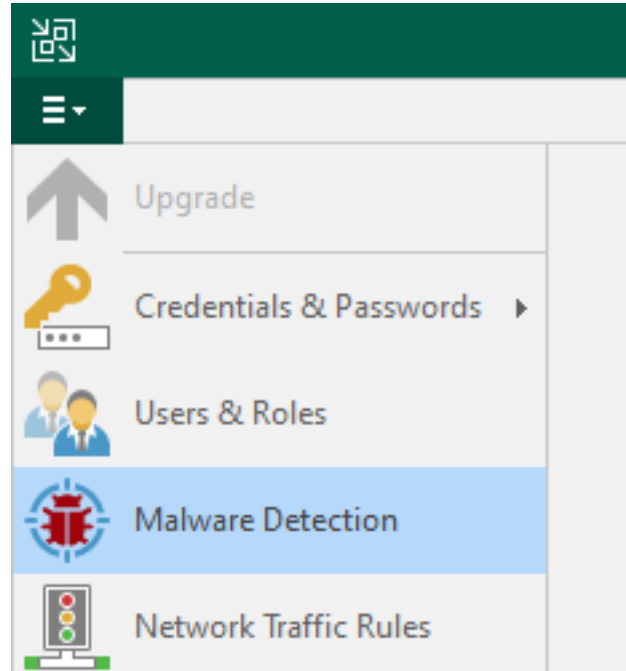 Upgrade
Credentials & Passwords
Users & Roles
Malware Detection
Network Traffic Rules